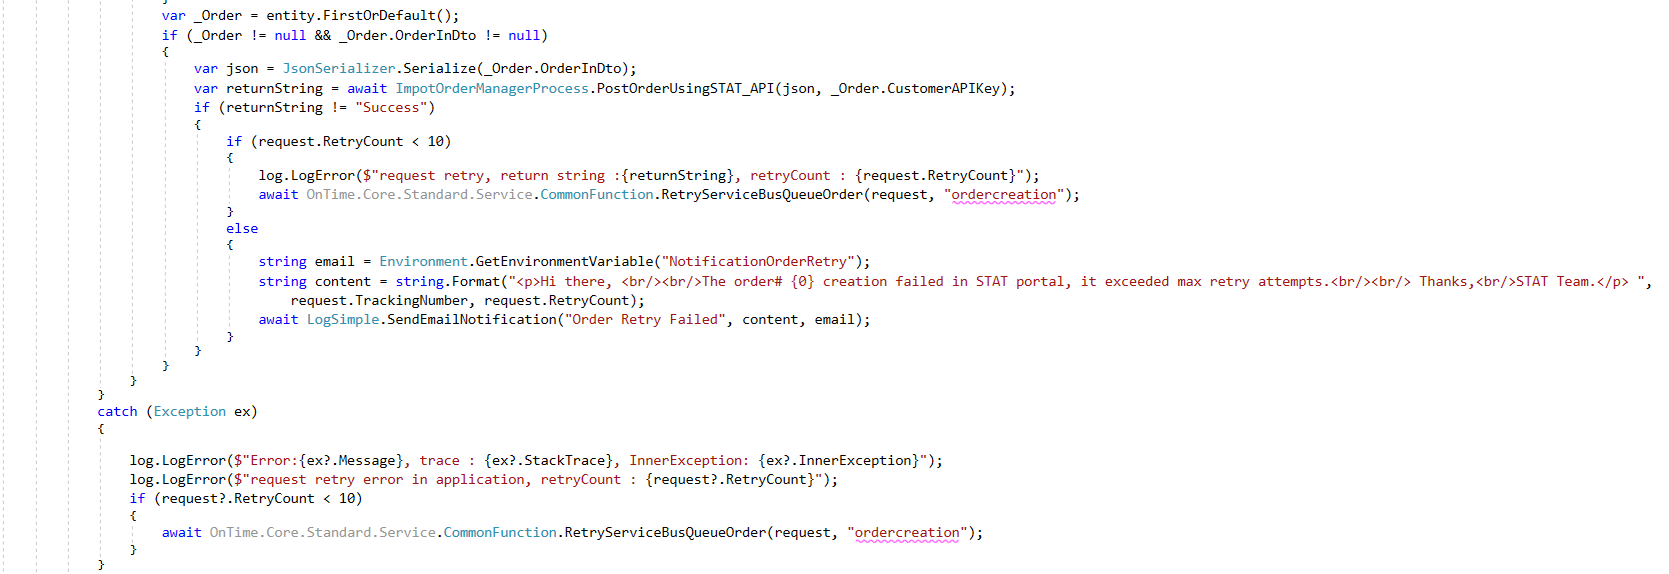 }
var _Order = entity.FirstOrDefault();
if (_Order != null && _Order.OrderInDto != null)
{
var json = JsonSerializer.Serialize(_Order.OrderInDto);
var returnString = await ImpotOrderManagerProcess.PostOrderUsingSTAT_API(json, _Order.CustomerAPIKey);
if (returnString != "Success")
{
if (request.RetryCount < 10)
{
log.LogError($"request retry, return string :{returnString}, retryCount : {request.RetryCount}");
await OnTime.Core.Standard.Service.CommonFunction.RetryServiceBusQueueOrder(request, "ordercreation");
}
else
{
string email = Environment.GetEnvironmentVariable("NotificationOrderRetry");
string content = string.Format("<p>Hi there, <br/><br/>The order# {0} creation failed in STAT portal, it exceeded max retry attempts.<br/><br/> Thanks,<br/>STAT Team.</p> ",
request.TrackingNumber, request.RetryCount);
await LogSimple.SendEmailNotification("Order Retry Failed", content, email);
}
}
}
}
}
catch (Exception ex)
{
log.LogError($"Error:{ex?.Message}, trace : {ex?.StackTrace}, InnerException: {ex?.InnerException}");
log.LogError($"request retry error in application, retryCount : {request?.RetryCount}");
if (request?.RetryCount < 10)
{
await OnTime.Core.Standard.Service.CommonFunction.RetryServiceBusQueueOrder(request, "ordercreation");
}
}